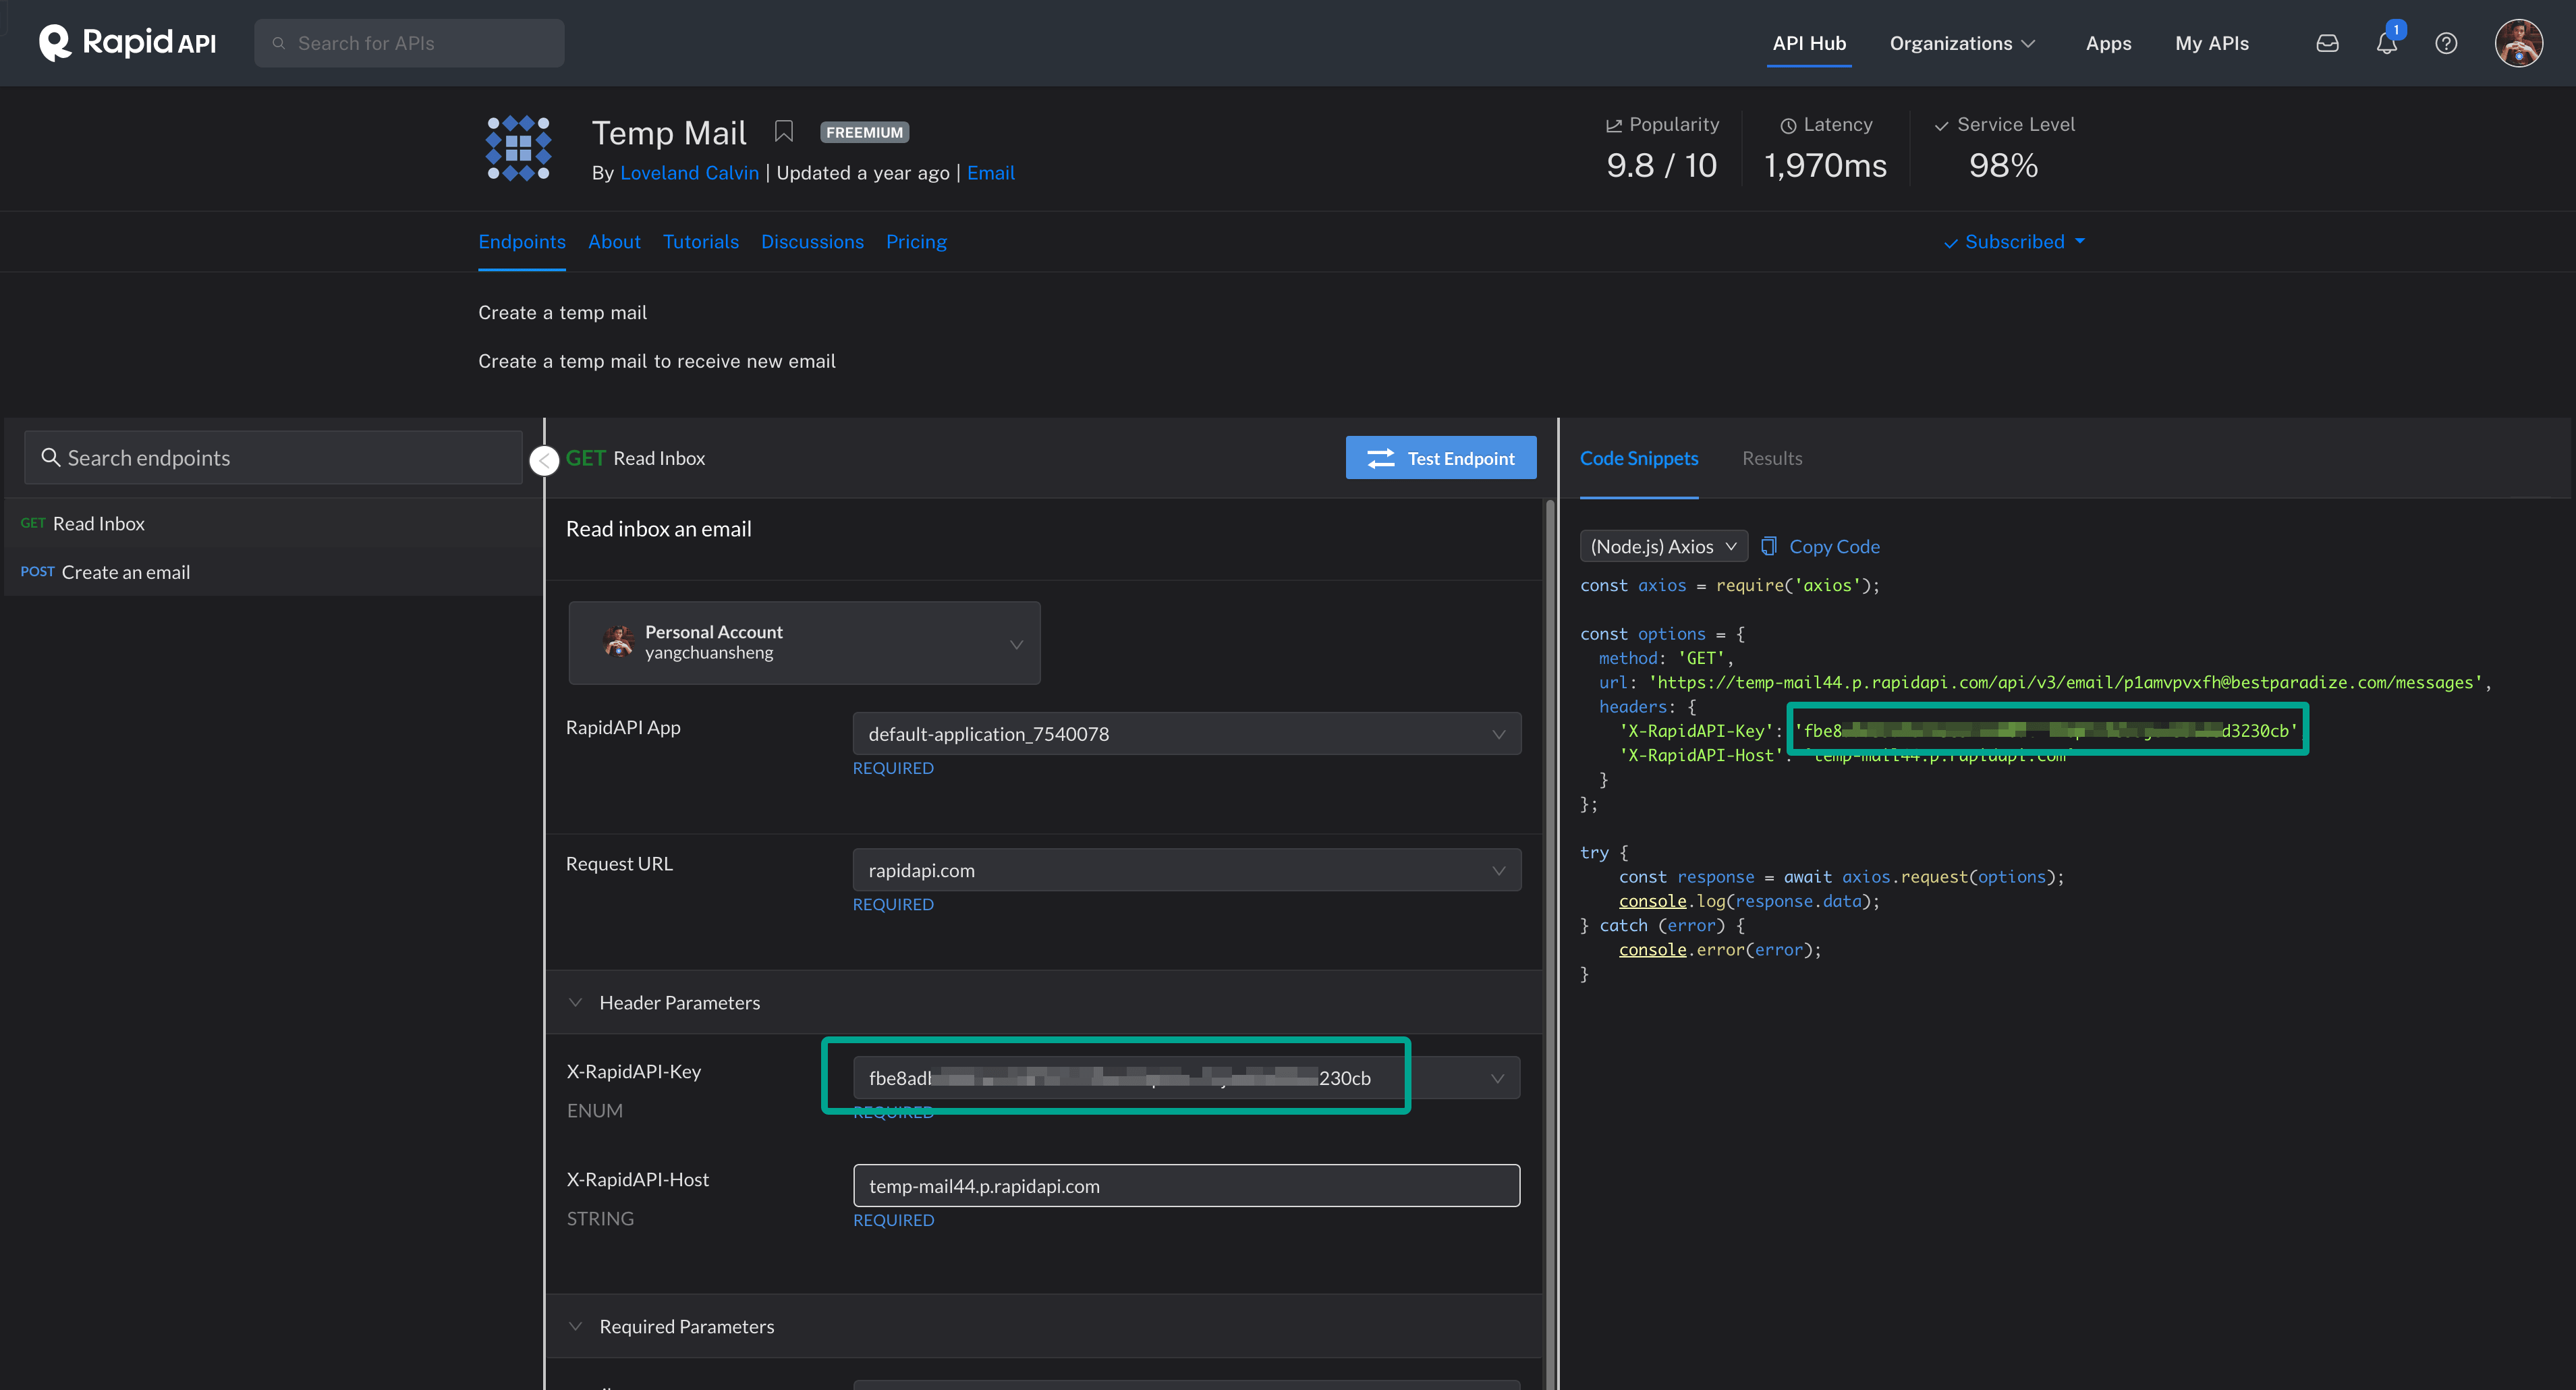 Rapid API
Search for APIs
API Hub
Organizations
Apps
My APIs
1
Temp Mail
FREEMIUM
By Loveland Calvin | Updated a year ago | Email
Popularity
9.8 / 10
Latency
1,970ms
Service Level
98%
Endpoints
About
Tutorials
Discussions
Pricing
Subscribed
Create a temp mail
Create a temp mail to receive new email
Search endpoints
GET Read Inbox
POST Create an email
GET Read Inbox
Test Endpoint
Read inbox an email
Personal Account
yangchuansheng
RapidAPI App
default-application_7540078
REQUIRED
Request URL
rapidapi.com
REQUIRED
Header Parameters
X-RapidAPI-Key
ENUM
fbe8ad
230cb
REQUIRED
X-RapidAPI-Host
STRING
temp-mail44.p.rapidapi.com
REQUIRED
Required Parameters
Code Snippets
Results
(Node.js) Axios
Copy Code
const axios = require('axios');
const options = {
method: 'GET',
url: 'https://temp-mail44.p.rapidapi.com/api/v3/email/p1amvpvxfh@bestparadize.com/messages',
headers: {
'X-RapidAPI-Key': 'fbe8 d3230cb'
'X-RapidAPI-Host': 'temp-mail44.p.rapidapi.com'
}
};
try {
const response = await axios.request(options);
console.log(response.data);
} catch (error) {
console.error(error);
}